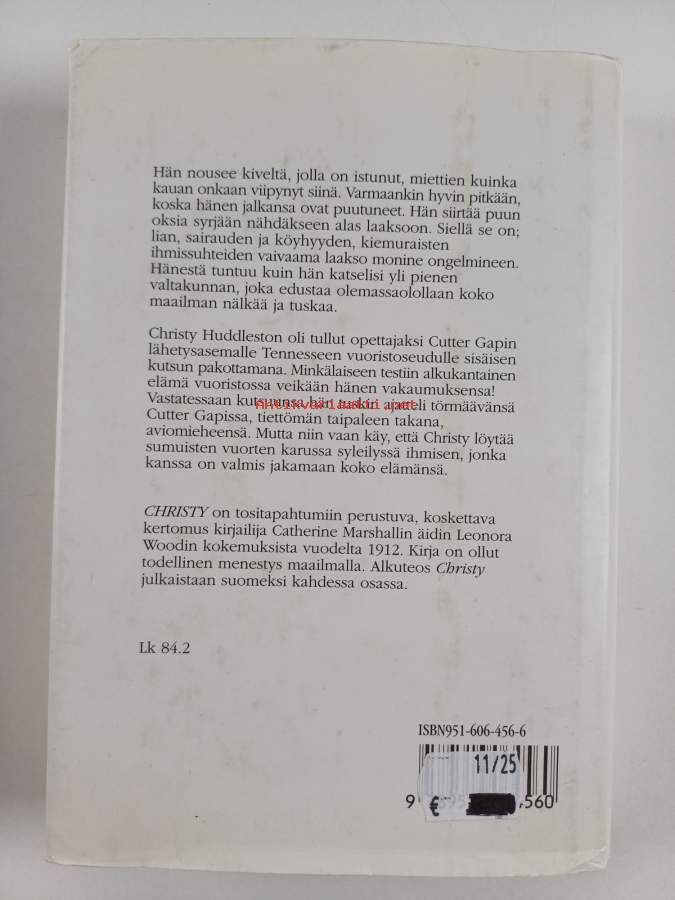 Hän nousee kiveltä, jolla on istunut, miettien kuinka
kauan onkaan viipynyt siinä. Varmaankin hyvin pitkään,
koska hänen jalkansa ovat puutuneet. Hän siirtää puun
oksia syrjään nähdäkseen alas laaksoon. Siellä se on;
lian, sairauden ja köyhyyden, kiemuraisten
ihmissuhteiden vaivaama laakso monine ongelmineen.
Hänestä tuntuu kuin hän katselisi yli pienen
valtakunnan, joka edustaa olemassaolollaan koko
maailman nälkää ja tuskaa.
Christy Huddleston oli tullut opettajaksi Cutter Gapin
lähetysasemalle Tennesseen vuoristoseudulle sisäisen
kutsun pakottamana. Minkälaiseen testiin alkukantainen
elämä vuoristossa veikään hänen vakaumuksensa!
Vastatessaan kutsuunsa hän tuskin ajatteli törmäävänsä
Antikvariaatti.net
Cutter Gapissa, tiettömän taipaleen takana,
aviomieheensä. Mutta niin vaan käy, että Christy löytää
sumuisten vuorten karussa syleilyssä ihmisen, jonka
kanssa on valmis jakamaan koko elämänsä.
CHRISTY on tositapahtumiin perustuva, koskettava
kertomus kirjailija Catherine Marshallin äidin Leonora
Woodin kokemuksista vuodelta 1912. Kirja on ollut
todellinen menestys maailmalla. Alkuteos Christy
julkaistaan suomeksi kahdessa osassa.
Lk 84.2
ISBN951-606-456-6
11/25
€
9 560